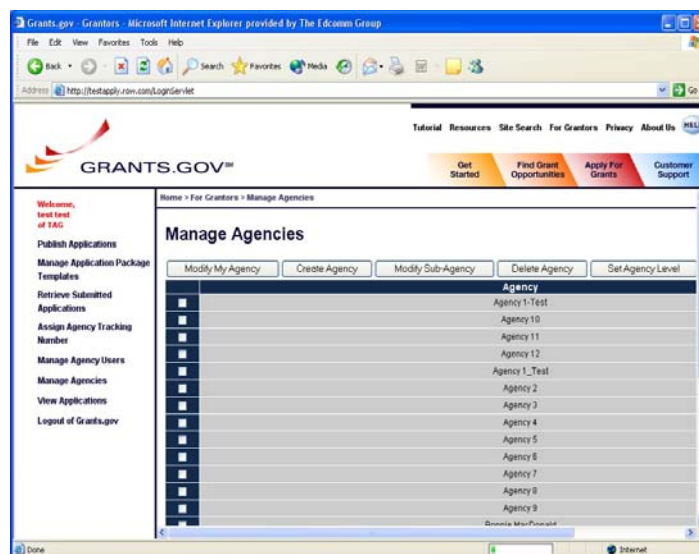 Grants.gov - Grantors - Microsoft Internet Explorer provided by The Edcomm Group
File Edit View Favorites Tools Help
Back Search Favorites Media
Address http://testapply.row.com/LoginServlet Go
Tutorial Resources Site Search For Grantors Privacy About Us HELP
GRANTS.GOV℠
Get Started
Find Grant Opportunities
Apply For Grants
Customer Support
Welcome,
test test
of TAG
Publish Applications
Manage Application Package
Templates
Retrieve Submitted
Applications
Assign Agency Tracking
Number
Manage Agency Users
Manage Agencies
View Applications
Logout of Grants.gov
Home > For Grantors > Manage Agencies
Manage Agencies
Modify My Agency Create Agency Modify Sub-Agency Delete Agency Set Agency Level
Agency
Agency 1-Test
Agency 10
Agency 11
Agency 12
Agency 1_Test
Agency 2
Agency 3
Agency 4
Agency 5
Agency 6
Agency 7
Agency 8
Agency 9
Bonnie MacDonald
Done Internet